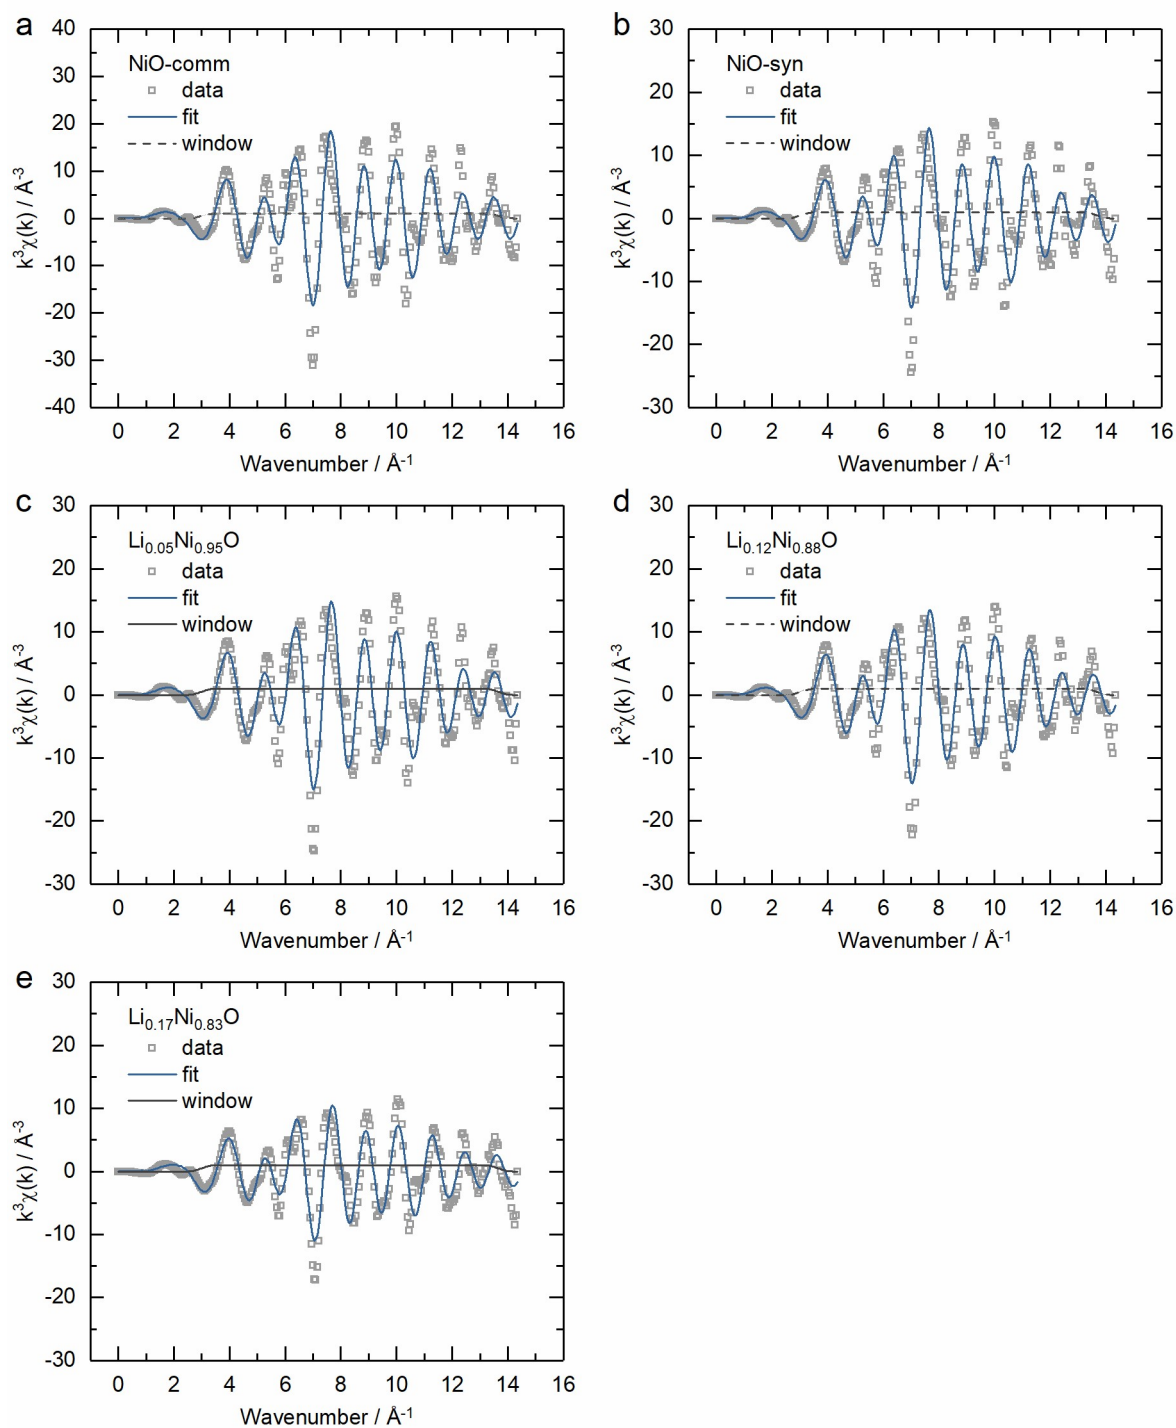 a
40
30
20
10
0
-10
-20
-30
-40
NiO-comm
data
fit
window
k³χ(k) / Å⁻³
0 2 4 6 8 10 12 14 16
Wavenumber / Å⁻¹
b
30
20
10
0
-10
-20
-30
NiO-syn
data
fit
window
k³χ(k) / Å⁻³
0 2 4 6 8 10 12 14 16
Wavenumber / Å⁻¹
c
30
20
10
0
-10
-20
-30
Li₀.₀₅Ni₀.₉₅O
data
fit
window
k³χ(k) / Å⁻³
0 2 4 6 8 10 12 14 16
Wavenumber / Å⁻¹
d
30
20
10
0
-10
-20
-30
Li₀.₁₂Ni₀.₈₈O
data
fit
window
k³χ(k) / Å⁻³
0 2 4 6 8 10 12 14 16
Wavenumber / Å⁻¹
e
30
20
10
0
-10
-20
-30
Li₀.₁₇Ni₀.₈₃O
data
fit
window
k³χ(k) / Å⁻³
0 2 4 6 8 10 12 14 16
Wavenumber / Å⁻¹